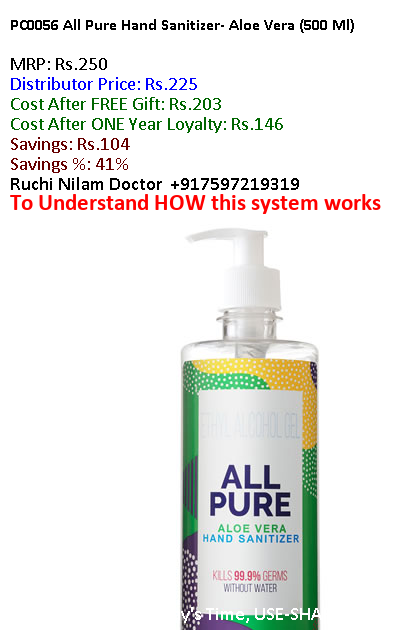 PC0056 All Pure Hand Sanitizer- Aloe Vera (500 Ml)
MRP: Rs.250
Distributor Price: Rs.225
Cost After FREE Gift: Rs.203
Cost After ONE Year Loyalty: Rs.146
Savings: Rs.104
Savings %: 41%
Ruchi Nilam Doctor +917597219319
To Understand HOW this system works
ETHYL ALCOHOL GEL
ALL
PURE
ALOE VERA
HAND SANITIZER
KILLS 99.9% GERMS
WITHOUT WATER
Time,